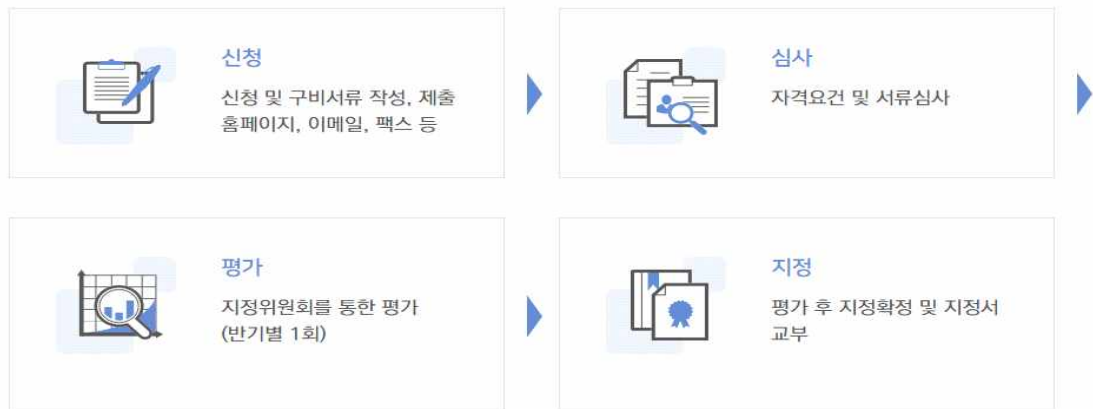 신청
신청 및 구비서류 작성, 제출
홈페이지, 이메일, 팩스 등
심사
자격요건 및 서류심사
평가
지정위원회를 통한 평가
(반기별 1회)
지정
평가 후 지정확정 및 지정서
교부